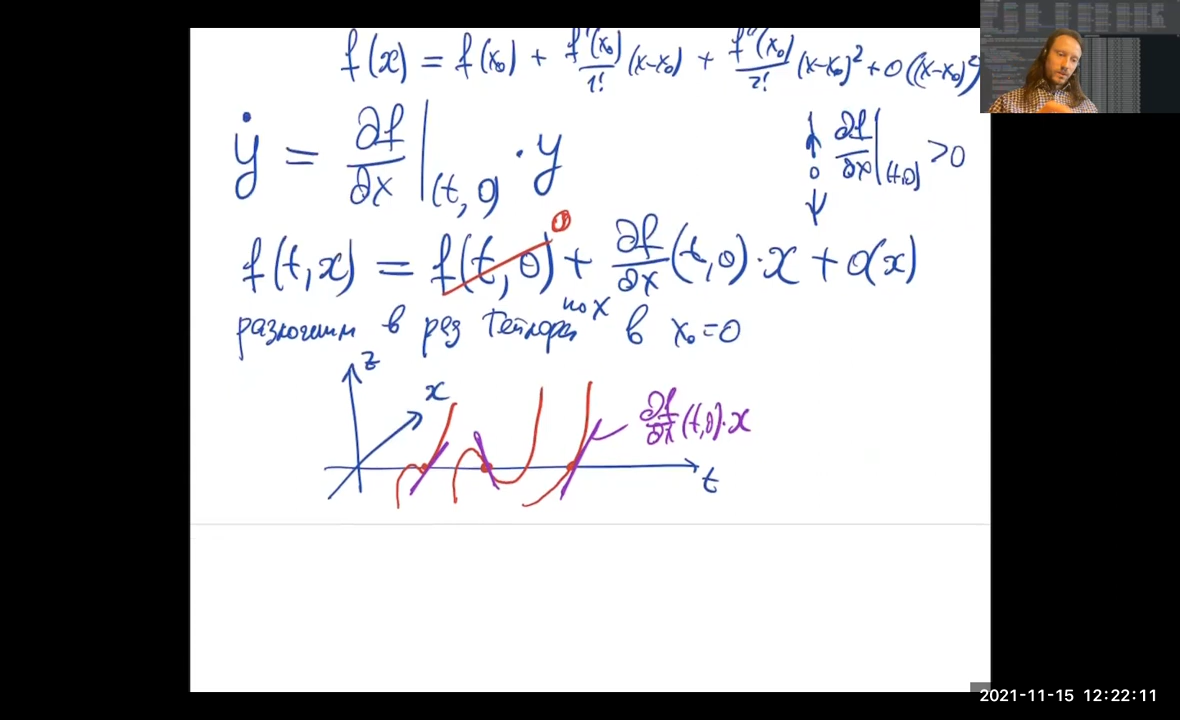 f(x) = f(x₀) + f'(x₀)/1! (x-x₀) + f''(x₀)/2! (x-x₀)² + o((x-x₀)²)
ẏ = ∂f/∂x |(t, 0) · y
∂f/∂x |(t,0) > 0
0
f(t,x) = f(t, 0) 0 + ∂f/∂x (t, 0) · x + o(x)
разложим в ряд Тейлора по x в x₀ = 0
z
x
∂f/∂x (t,0)·x
t
2021-11-15 12:22:11